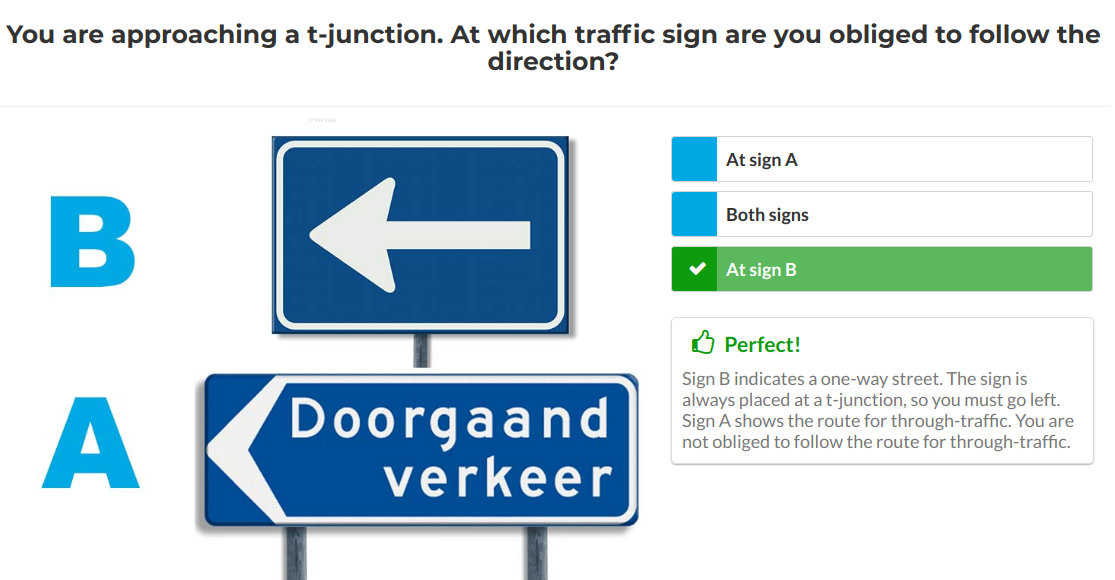 You are approaching a t-junction. At which traffic sign are you obliged to follow the
direction?
B
A
Doorgaand
verkeer
At sign A
Both signs
At sign B
Perfect!
Sign B indicates a one-way street. The sign is
always placed at a t-junction, so you must go left.
Sign A shows the route for through-traffic. You are
not obliged to follow the route for through-traffic.